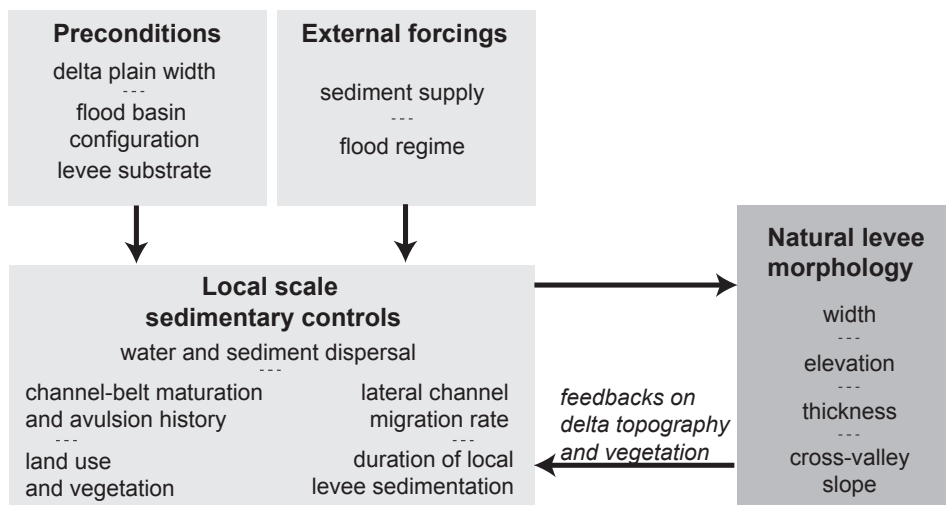 Preconditions
delta plain width
---
flood basin
configuration
levee substrate
External forcings
sediment supply
---
flood regime
Local scale
sedimentary controls
water and sediment dispersal
---
channel-belt maturation
and avulsion history
---
land use
and vegetation
lateral channel
migration rate
---
duration of local
levee sedimentation
feedbacks on
delta topography
and vegetation
Natural levee
morphology
width
---
elevation
---
thickness
---
cross-valley
slope